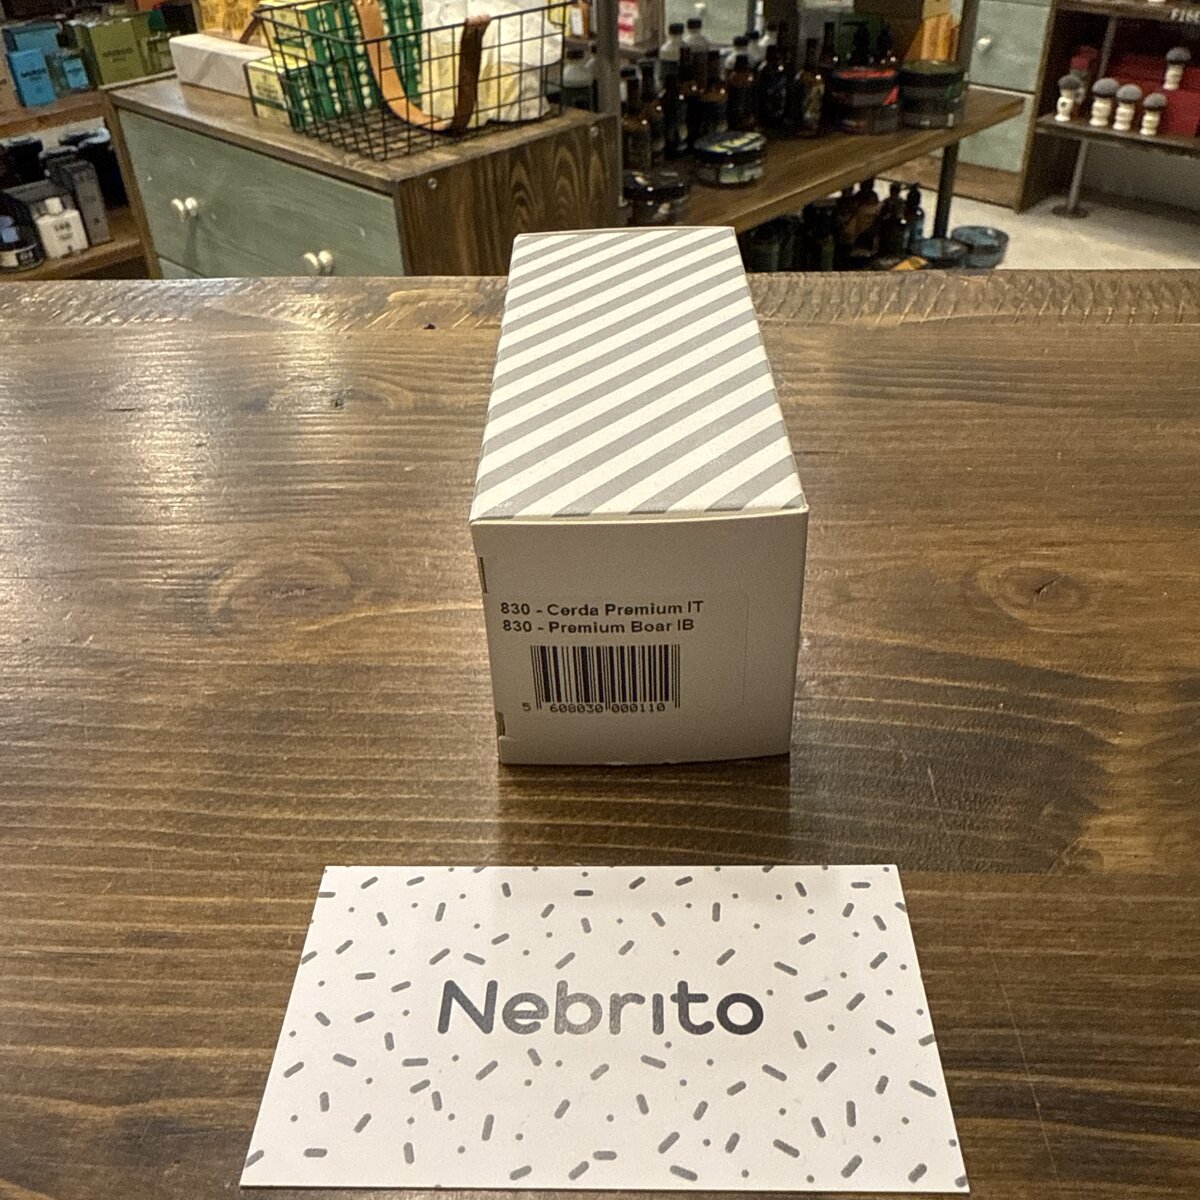 830 - Cerda Premium IT
830 - Premium Boar IB
5 608030 000110
Nebrito